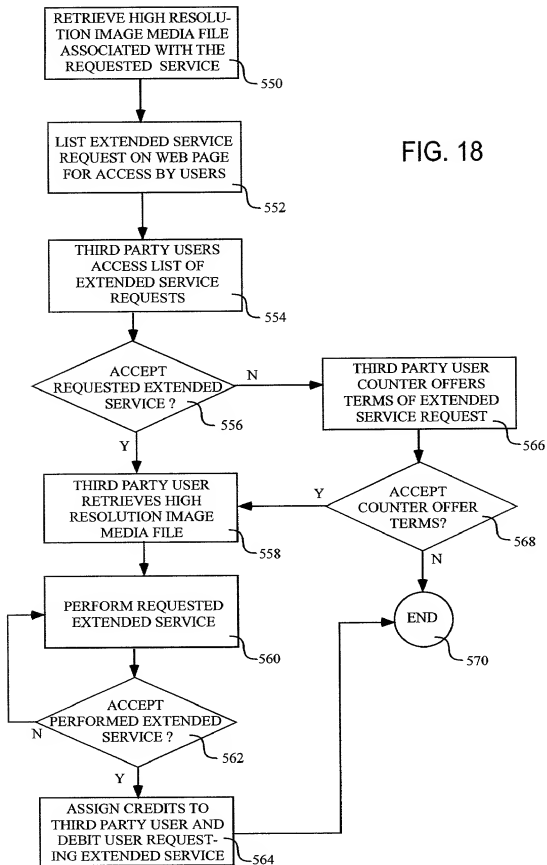 RETRIEVE HIGH RESOLU-
TION IMAGE MEDIA FILE
ASSOCIATED WITH THE
REQUESTED SERVICE
550
LIST EXTENDED SERVICE
REQUEST ON WEB PAGE
FOR ACCESS BY USERS
552
FIG. 18
THIRD PARTY USERS
ACCESS LIST OF
EXTENDED SERVICE
REQUESTS
554
ACCEPT
REQUESTED EXTENDED
SERVICE ?
556
N
Y
THIRD PARTY USER
COUNTER OFFERS
TERMS OF EXTENDED
SERVICE REQUEST
566
THIRD PARTY USER
RETRIEVES HIGH
RESOLUTION IMAGE
MEDIA FILE
558
Y
ACCEPT
COUNTER OFFER
TERMS?
568
N
PERFORM REQUESTED
EXTENDED SERVICE
560
END
570
ACCEPT
PERFORMED EXTENDED
SERVICE ?
562
N
Y
ASSIGN CREDITS TO
THIRD PARTY USER AND
DEBIT USER REQUEST-
ING EXTENDED SERVICE
564